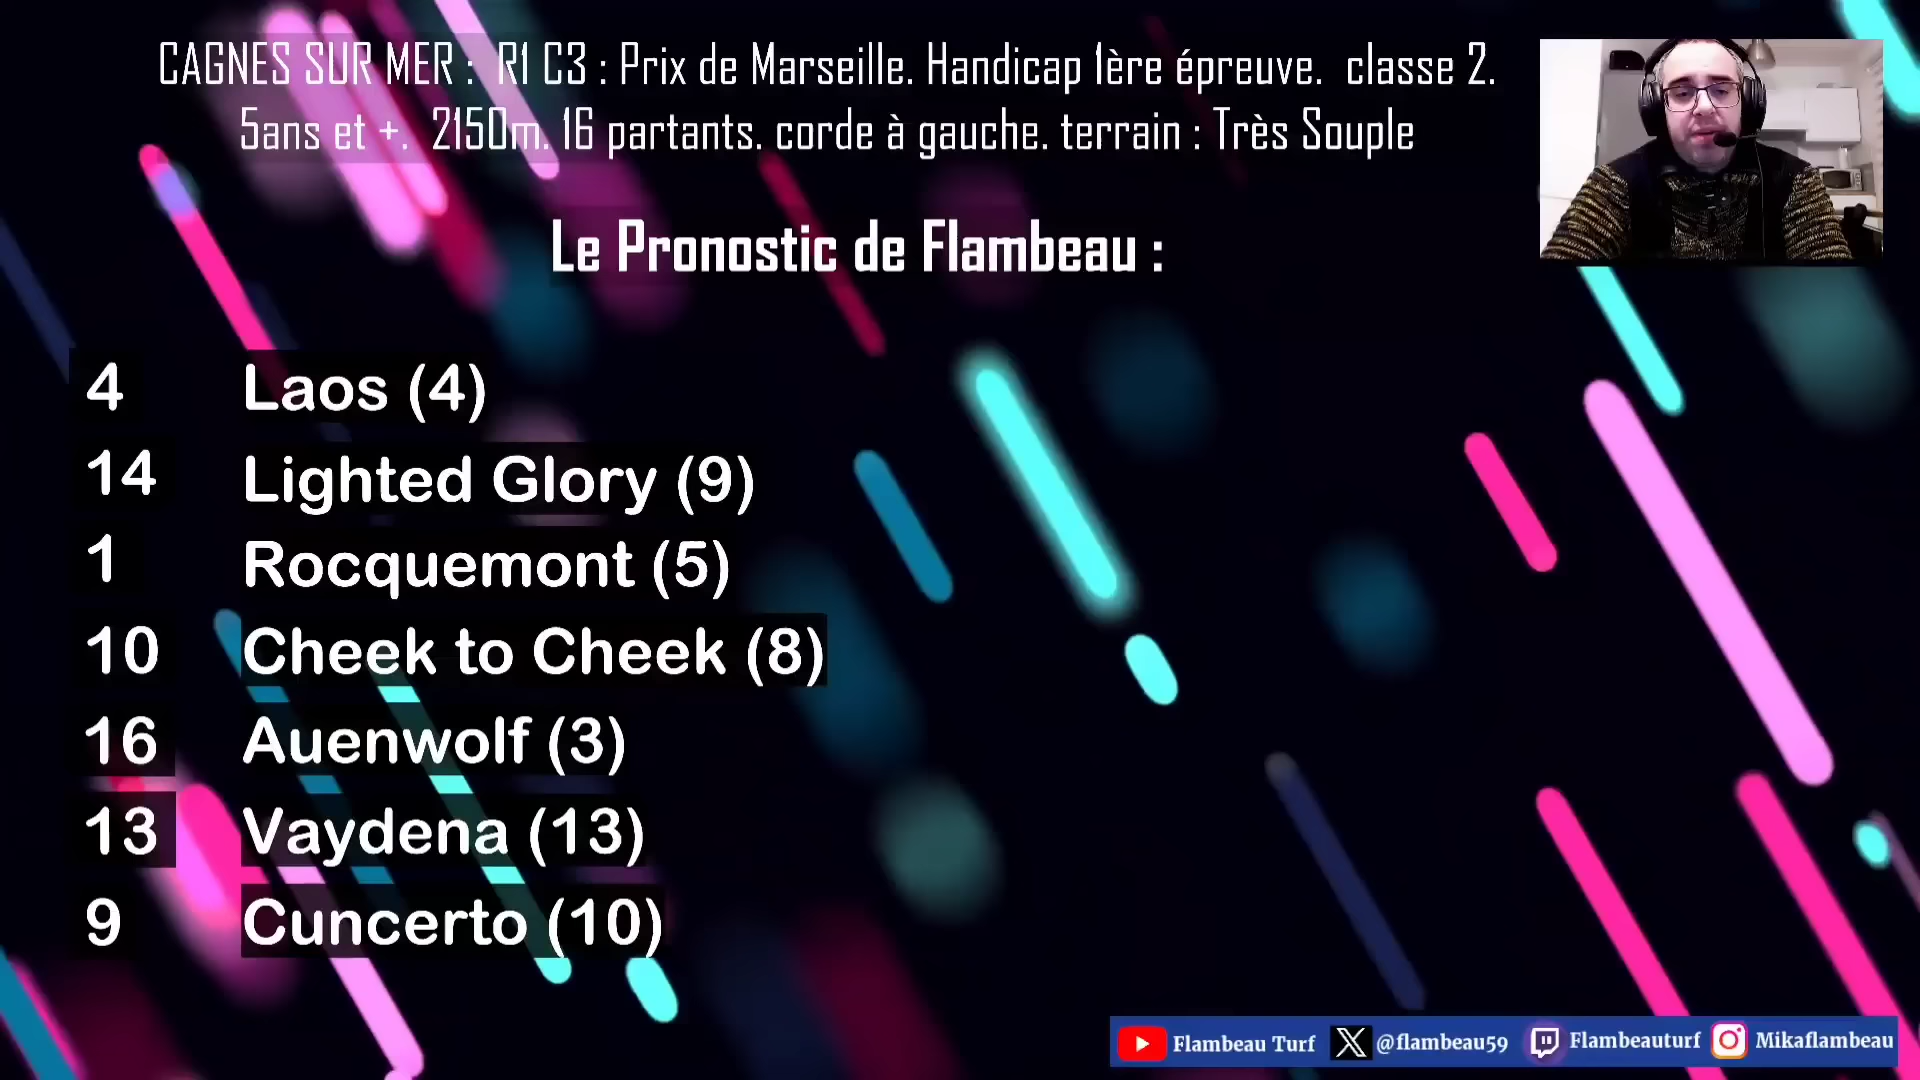 CAGNES SUR MER : R1 C3 : Prix de Marseille. Handicap 1ère épreuve. classe 2.
5ans et +. 2150m. 16 partants. corde à gauche. terrain : Très Souple
Le Pronostic de Flambeau :
4 Laos (4)
14 Lighted Glory (9)
1 Rocquemont (5)
10 Cheek to Cheek (8)
16 Auenwolf (3)
13 Vaydena (13)
9 Cuncerto (10)
Flambeau Turf @flambeau59 Flambeauturf Mikaflambeau